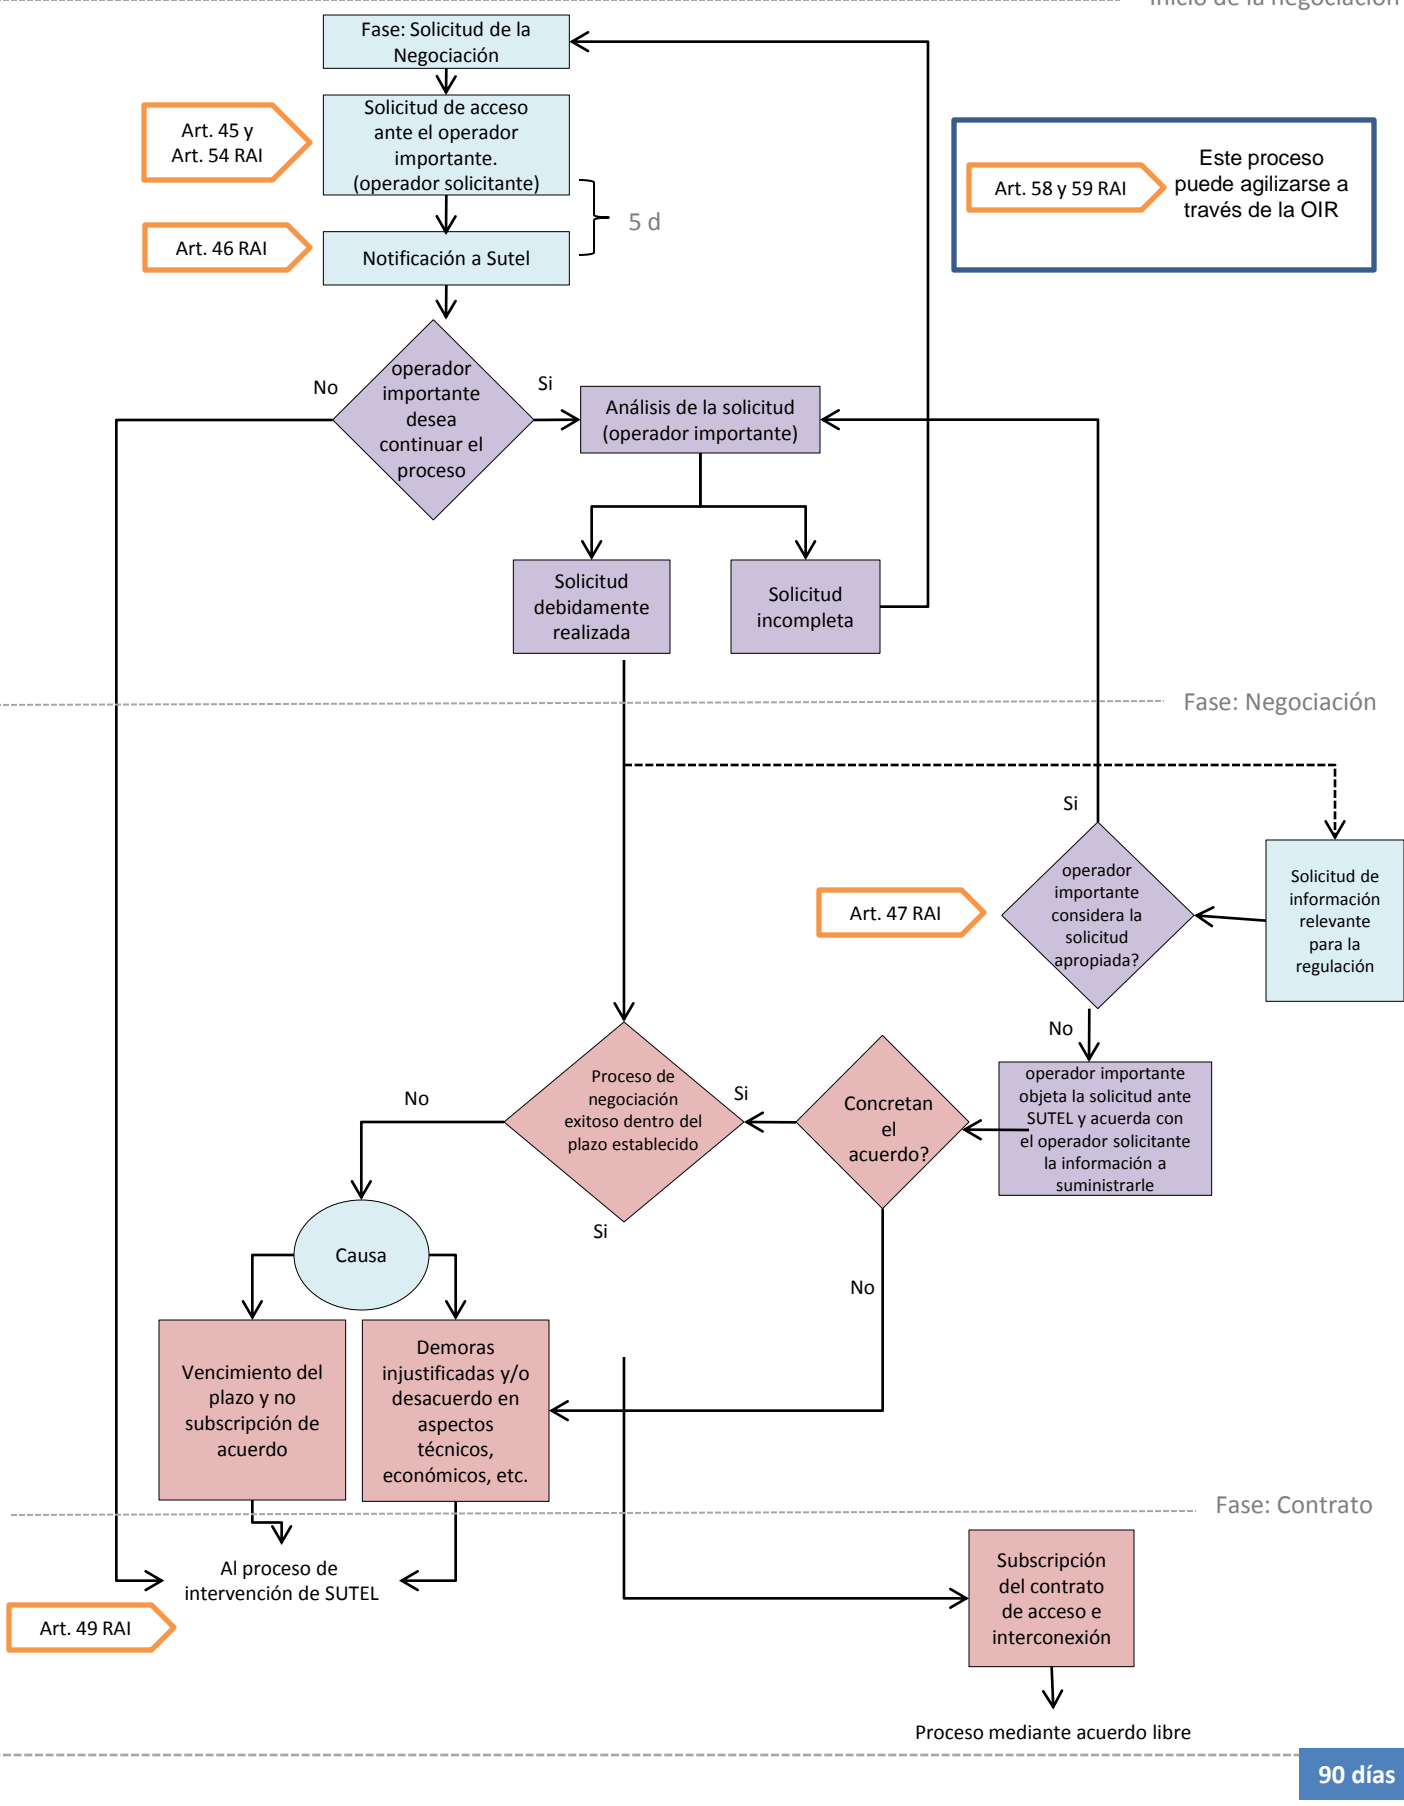 Inicio de la negociación
Fase: Solicitud de la
Negociación
Solicitud de acceso
ante el operador
importante.
(operador solicitante)
Art. 45 y
Art. 54 RAI
5 d
Art. 46 RAI
Notificación a Sutel
Art. 58 y 59 RAI
Este proceso
puede agilizarse a
través de la OIR
No
operador
importante
desea
continuar el
proceso
Si
Análisis de la solicitud
(operador importante)
Solicitud
debidamente
realizada
Solicitud
incompleta
Fase: Negociación
Si
operador
importante
considera la
solicitud
apropiada?
Art. 47 RAI
Solicitud de
información
relevante
para la
regulación
No
operador importante
objeta la solicitud ante
SUTEL y acuerda con
el operador solicitante
la información a
suministrarle
Concretan
el
acuerdo?
Si
No
Proceso de
negociación
exitoso dentro del
plazo establecido
No
Si
Causa
Vencimiento del
plazo y no
subscripción de
acuerdo
Demoras
injustificadas y/o
desacuerdo en
aspectos
técnicos,
económicos, etc.
Fase: Contrato
Al proceso de
intervención de SUTEL
Art. 49 RAI
Subscripción
del contrato
de acceso e
interconexión
Proceso mediante acuerdo libre
90 días